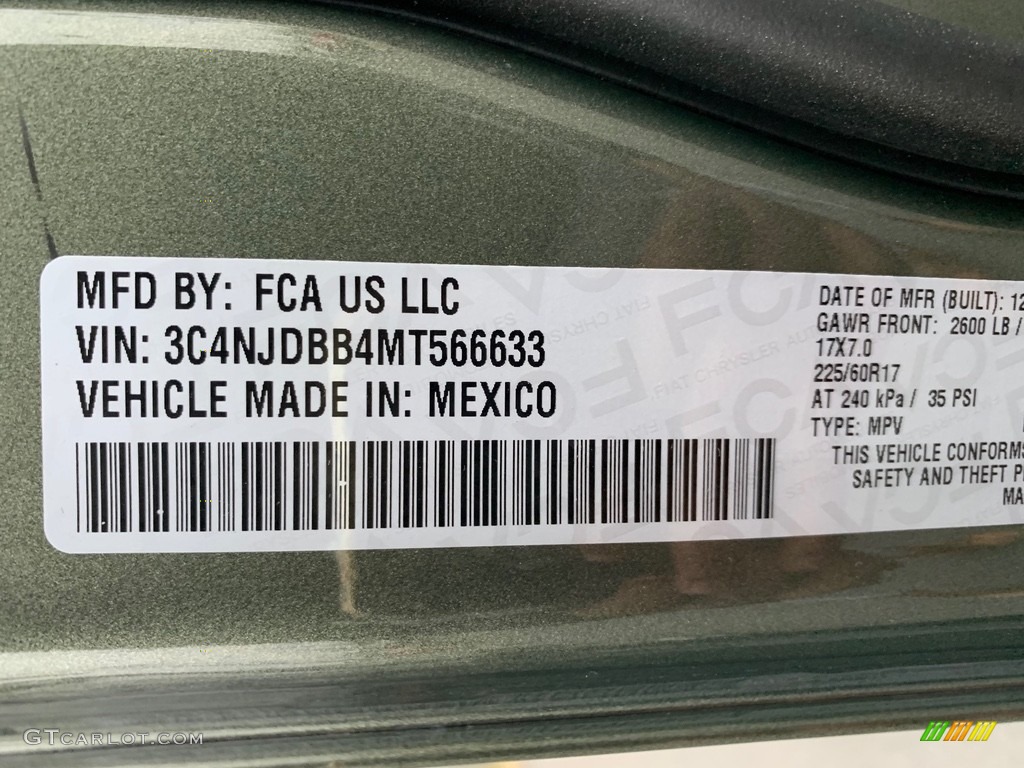 MFD BY: FCA US LLC
VIN: 3C4NJDBB4MT566633
VEHICLE MADE IN: MEXICO
DATE OF MFR (BUILT): 12
GAWR FRONT: 2600 LB /
17X7.0
225/60R17
AT 240 kPa / 35 PSI
TYPE: MPV
THIS VEHICLE CONFORMS
SAFETY AND THEFT P
MA
GTCARLOT.COM